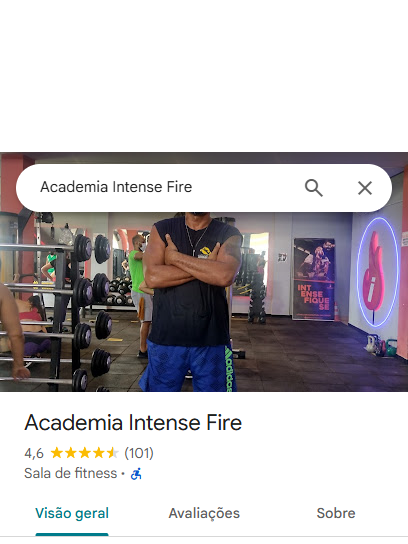 Academia Intense Fire
INT
ENSE
FIQUE
SE
i
adidas
Academia Intense Fire
4,6 (101)
Sala de fitness ·
Visão geral Avaliações Sobre